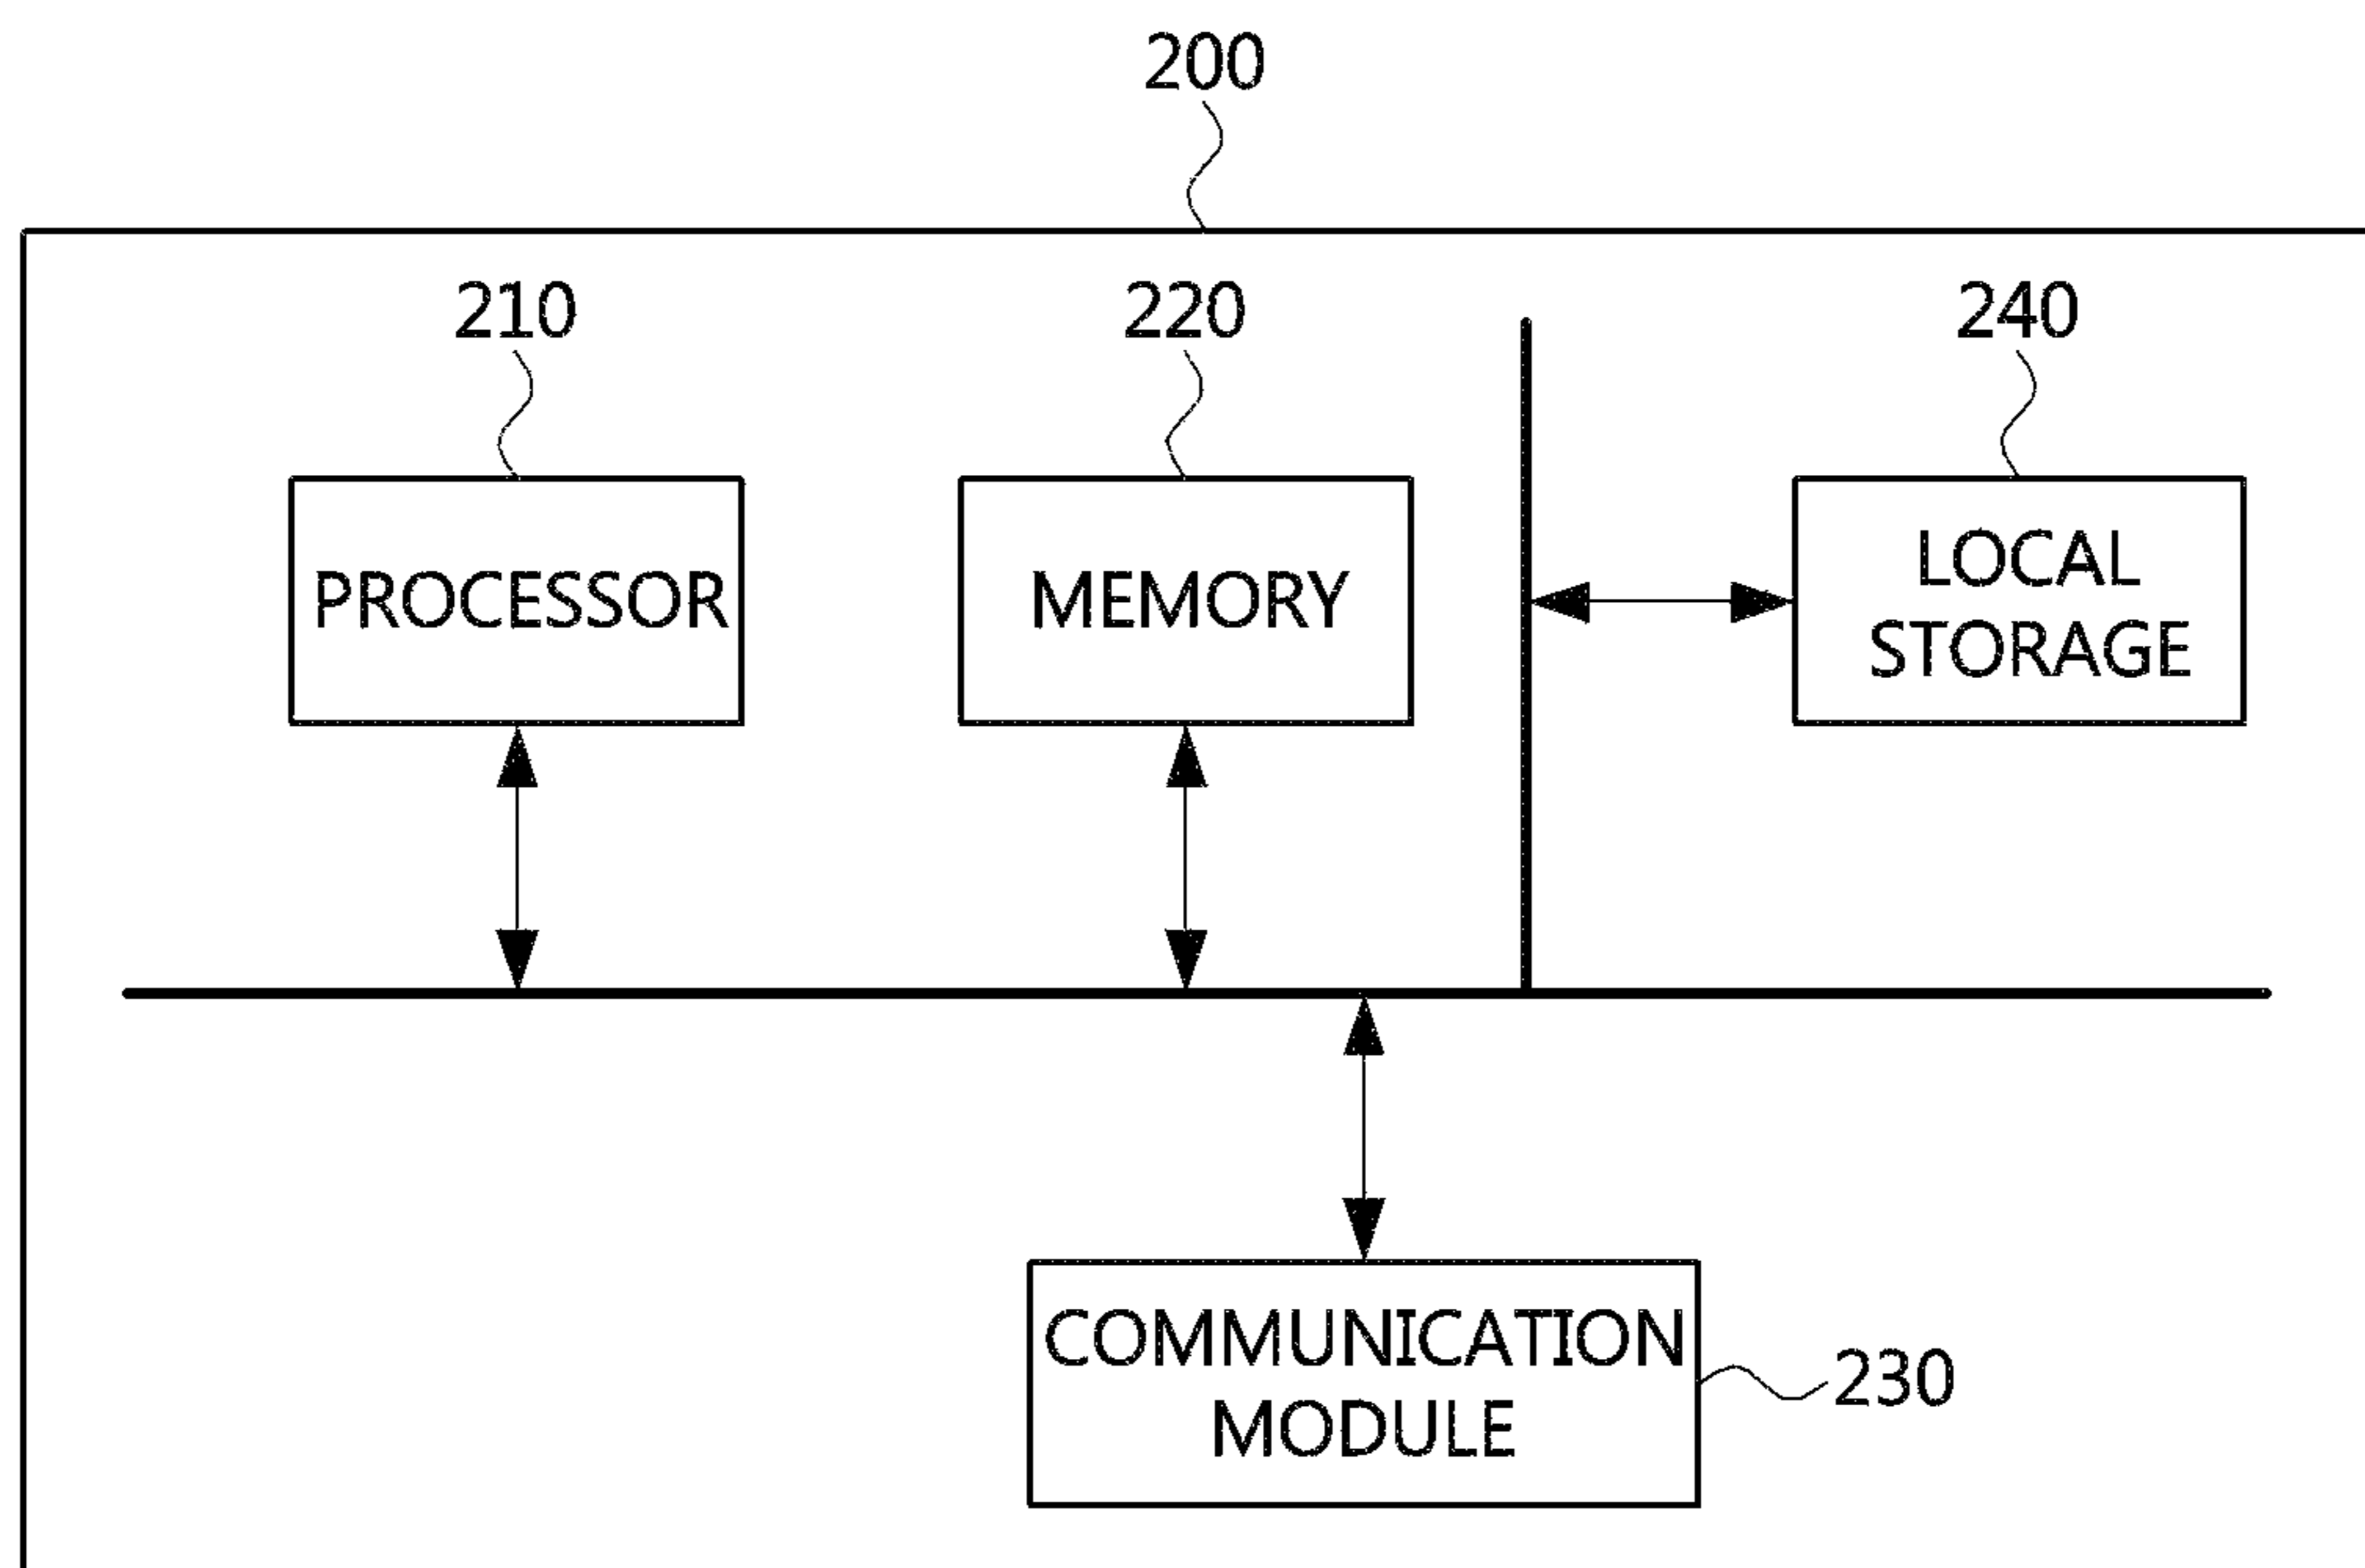 200
210
220
240
PROCESSOR
MEMORY
LOCAL
STORAGE
COMMUNICATION
MODULE
230